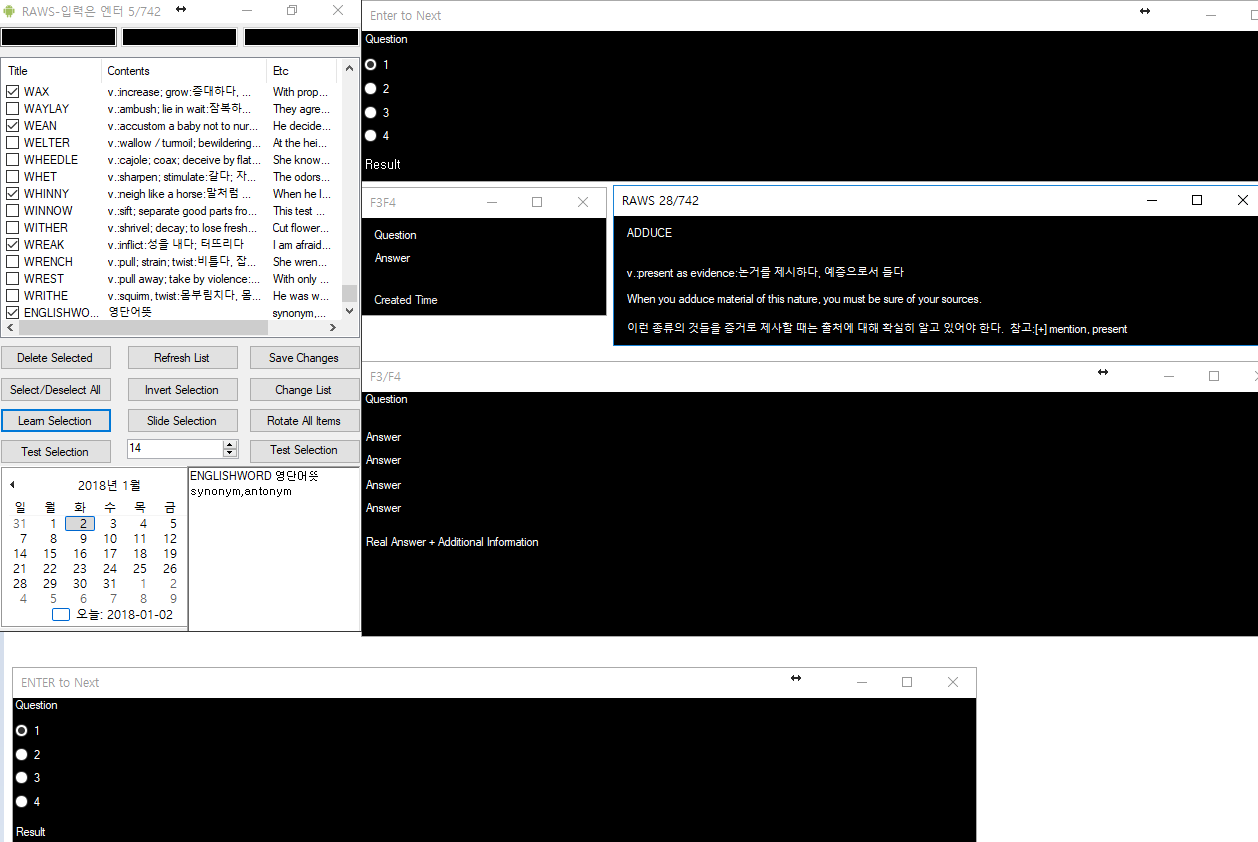 RAWS-입력은 엔터 5/742
Title Contents Etc
WAX v.:increase; grow:증대하다, ... With prop...
WAYLAY v.:ambush; lie in wait:잠복하... They agre...
WEAN v.:accustom a baby not to nur... He decide...
WELTER v.:wallow / turmoil; bewildering... At the hei...
WHEEDLE v.:cajole; coax; deceive by flat... She know...
WHET v.:sharpen; stimulate:갈다; 자... The odors...
WHINNY v.:neigh like a horse:말처럼 ... When he l...
WINNOW v.:sift; separate good parts fro... This test ...
WITHER v.:shrivel; decay; to lose fresh... Cut flower...
WREAK v.:inflict:성을 내다; 터뜨리다 I am afraid...
WRENCH v.:pull; strain; twist:비틀다, 잡... She wren...
WREST v.:pull away; take by violence:... With only ...
WRITHE v.:squirm, twist:몸부림치다, 몸... He was w...
ENGLISHWO... 영단어뜻 synonym,...
Delete Selected Refresh List Save Changes
Select/Deselect All Invert Selection Change List
Learn Selection Slide Selection Rotate All Items
Test Selection 14 Test Selection
2018년 1월
일 월 화 수 목 금
31 1 2 3 4 5
7 8 9 10 11 12
14 15 16 17 18 19
21 22 23 24 25 26
28 29 30 31 1 2
4 5 6 7 8 9
오늘: 2018-01-02
ENGLISHWORD 영단어뜻
synonym,antonym
Enter to Next
Question
1
2
3
4
Result
F3F4
Question
Answer
Created Time
RAWS 28/742
ADDUCE
v.:present as evidence:논거를 제시하다, 예증으로서 들다
When you adduce material of this nature, you must be sure of your sources.
이런 종류의 것들을 증거로 제사할 때는 출처에 대해 확실히 알고 있어야 한다. 참고:[+] mention, present
F3/F4
Question
Answer
Answer
Answer
Answer
Real Answer + Additional Information
ENTER to Next
Question
1
2
3
4
Result